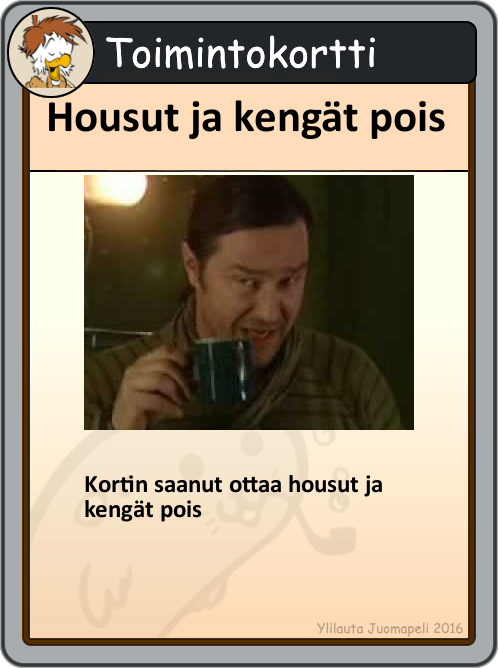 Toimintokortti
Housut ja kengät pois
Kortin saanut ottaa housut ja
kengät pois
Ylilauta Juomapeli 2016